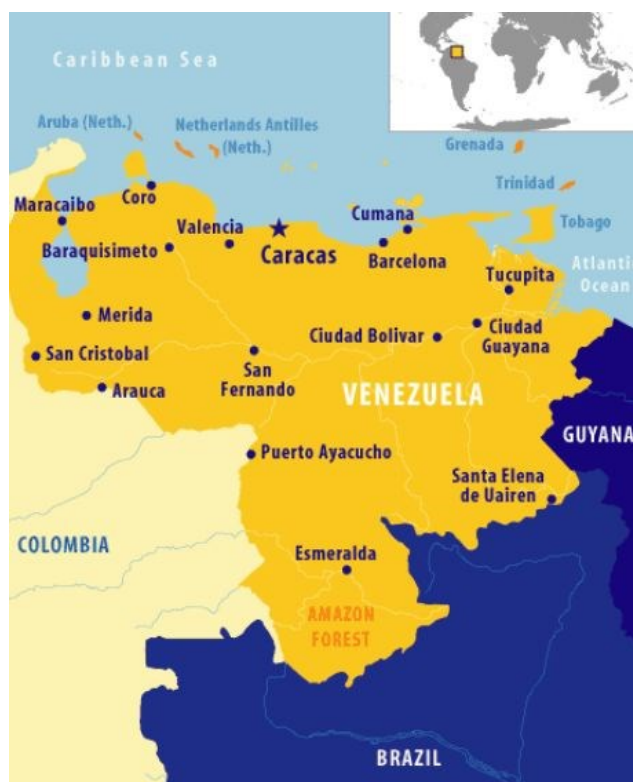 Caribbean Sea
Aruba (Neth.)
Netherlands Antilles
(Neth.)
Grenada
Trinidad
Tobago
Atlantic
Ocean
Maracaibo
Coro
Valencia
Cumana
Baraquisimeto
Caracas
Barcelona
Tucupita
Merida
Ciudad Bolivar
Ciudad
Guayana
San Cristobal
San
Fernando
Arauca
VENEZUELA
GUYANA
Puerto Ayacucho
Santa Elena
de Uairen
COLOMBIA
Esmeralda
AMAZON
FOREST
BRAZIL